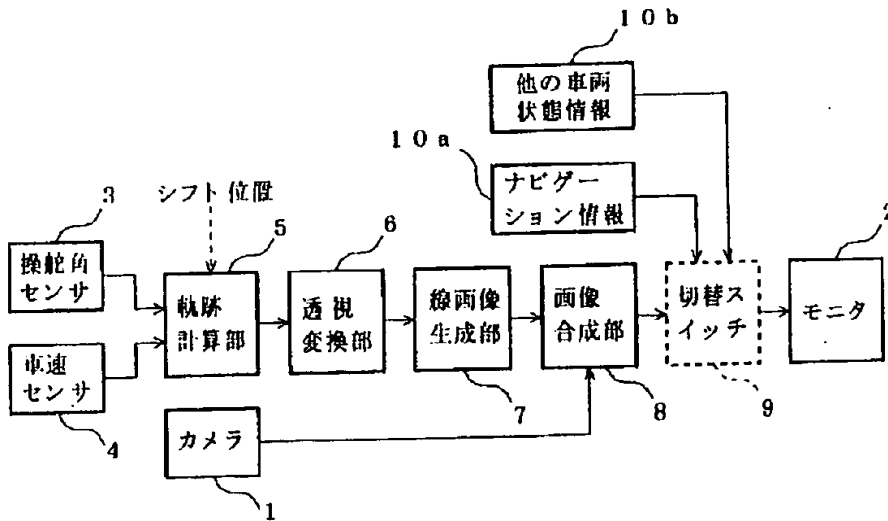 10b
他の車両
状態情報
10a
ナビゲー
ション情報
シフト位置
3
操舵角
センサ
5
軌跡
計算部
6
透視
変換部
線画像
生成部
画像
合成部
切替ス
イッチ
2
モニタ
車速
センサ
4
カメラ
1
7
8
9